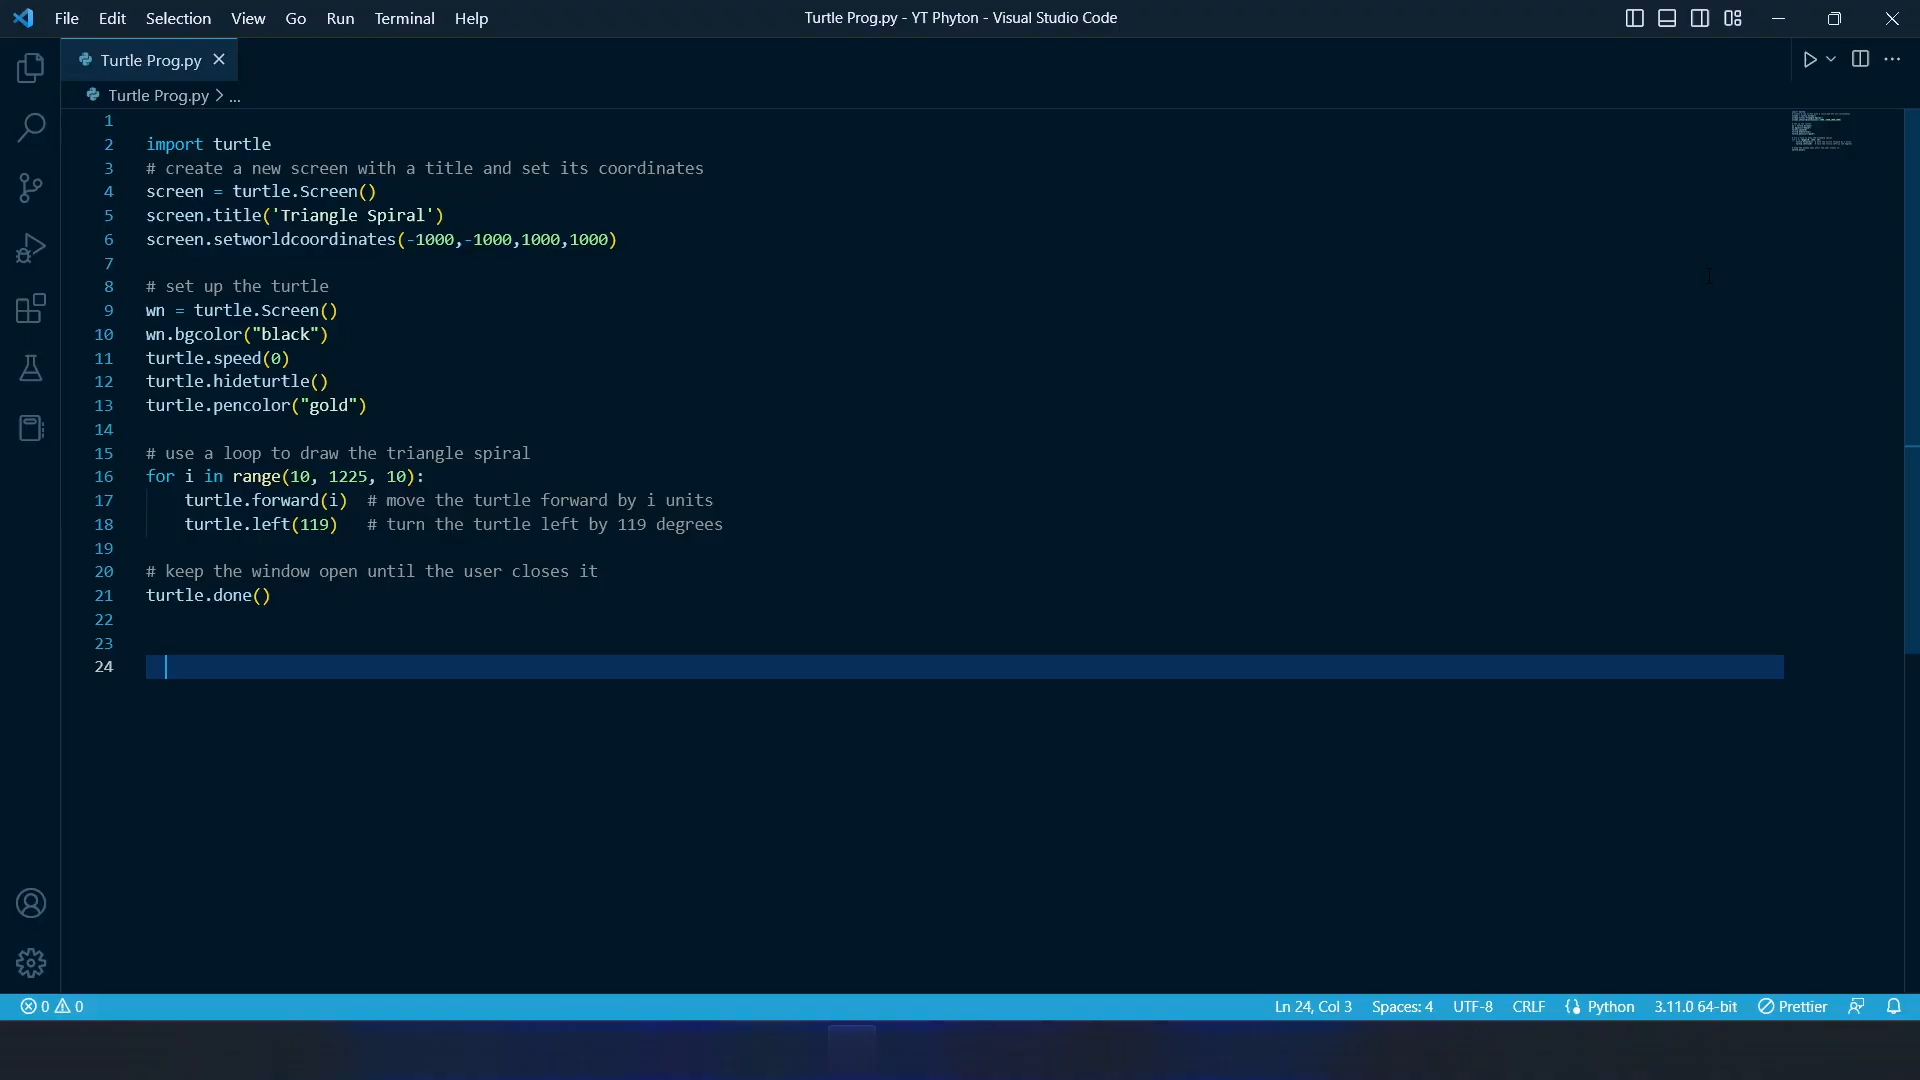 File Edit Selection View Go Run Terminal Help
Turtle Prog.py - YT Phyton - Visual Studio Code
Turtle Prog.py
Turtle Prog.py > ...
1
2 import turtle
3 # create a new screen with a title and set its coordinates
4 screen = turtle.Screen()
5 screen.title('Triangle Spiral')
6 screen.setworldcoordinates(-1000,-1000,1000,1000)
7
8 # set up the turtle
9 wn = turtle.Screen()
10 wn.bgcolor("black")
11 turtle.speed(0)
12 turtle.hideturtle()
13 turtle.pencolor("gold")
14
15 # use a loop to draw the triangle spiral
16 for i in range(10, 1225, 10):
17     turtle.forward(i)  # move the turtle forward by i units
18     turtle.left(119)   # turn the turtle left by 119 degrees
19
20 # keep the window open until the user closes it
21 turtle.done()
22
23
24
0 0 Ln 24, Col 3 Spaces: 4 UTF-8 CRLF Python 3.11.0 64-bit Prettier